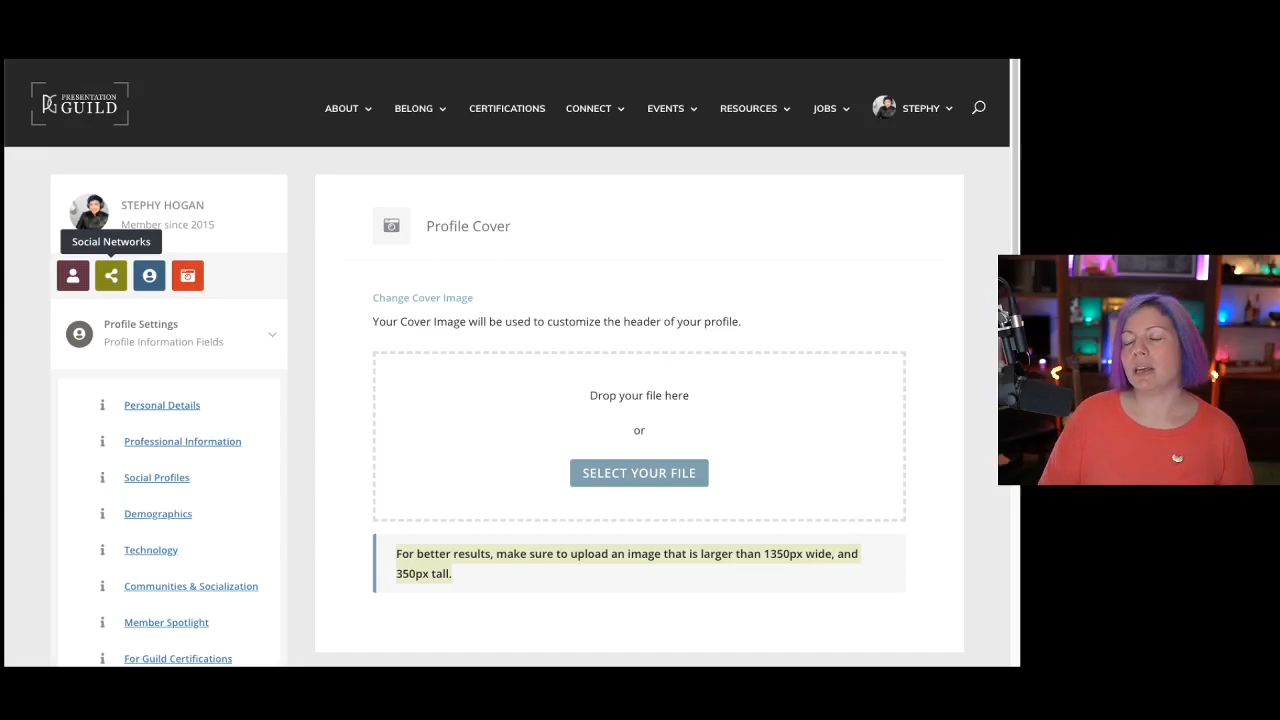 PRESENTATION
GUILD
ABOUT
BELONG
CERTIFICATIONS
CONNECT
EVENTS
RESOURCES
JOBS
STEPHY
STEPHY HOGAN
Member since 2015
Social Networks
Profile Settings
Profile Information Fields
Personal Details
Professional Information
Social Profiles
Demographics
Technology
Communities & Socialization
Member Spotlight
For Guild Certifications
Profile Cover
Change Cover Image
Your Cover Image will be used to customize the header of your profile.
Drop your file here
or
SELECT YOUR FILE
For better results, make sure to upload an image that is larger than 1350px wide, and
350px tall.